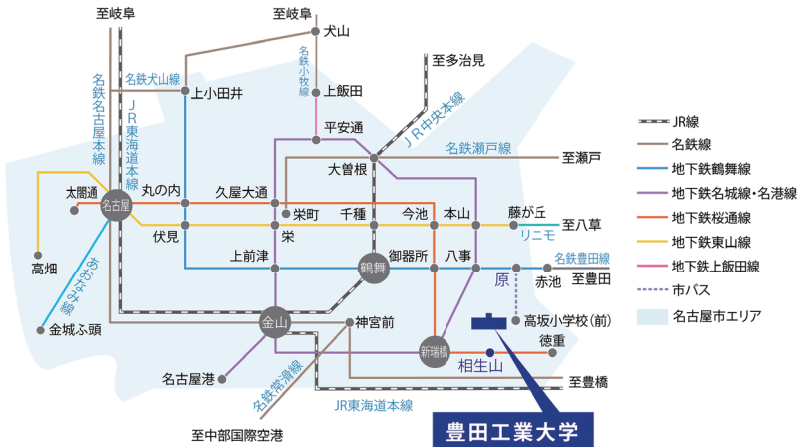 至岐阜
至岐阜
犬山
名鉄犬山線
名鉄小牧線
至多治見
名鉄名古屋本線
JR東海道本線
上小田井
上飯田
JR中央本線
平安通
名鉄瀬戸線
大曽根
至瀬戸
太閤通
名古屋
丸の内
久屋大通
栄町
千種
今池
本山
藤が丘
至八草
リニモ
伏見
栄
上前津
鶴舞
御器所
八事
名鉄豊田線
原
赤池
至豊田
高畑
あおなみ線
金城ふ頭
金山
神宮前
高坂小学校(前)
新瑞橋
徳重
相生山
名古屋港
名鉄常滑線
至豊橋
JR東海道本線
至中部国際空港
豊田工業大学
JR線
名鉄線
地下鉄鶴舞線
地下鉄名城線・名港線
地下鉄桜通線
地下鉄東山線
地下鉄上飯田線
市バス
名古屋市エリア